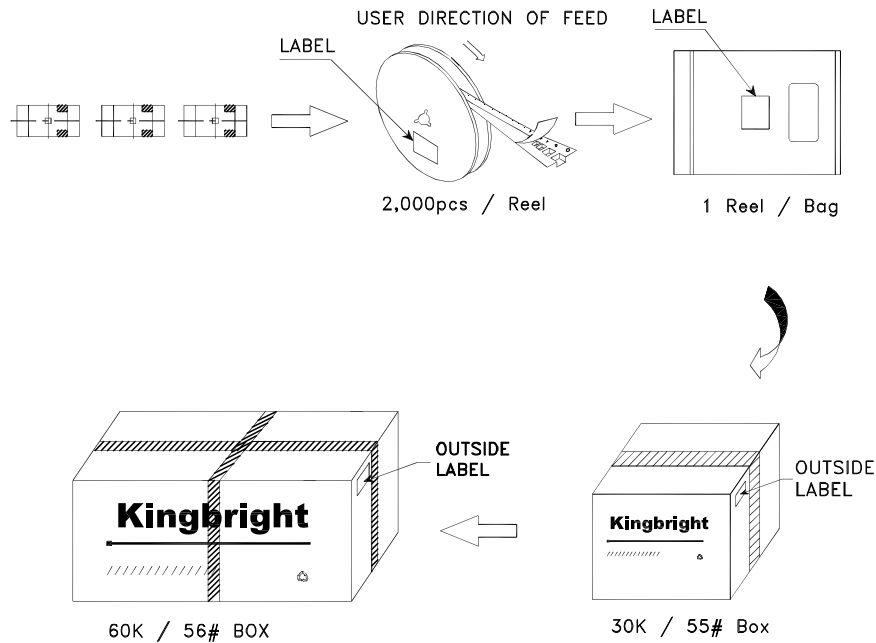 USER DIRECTION OF FEED
LABEL
LABEL
2,000pcs / Reel
1 Reel / Bag
OUTSIDE
LABEL
Kingbright
60K / 56# BOX
OUTSIDE
LABEL
Kingbright
30K / 55# Box